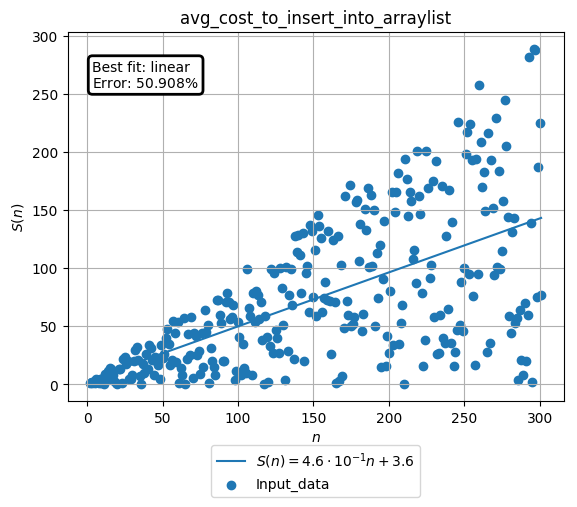 avg_cost_to_insert_into_arraylist
300
250
200
150
100
50
0
S(n)
Best fit: linear
Error: 50.908%
0 50 100 150 200 250 300
n
S(n) = 4.6 · 10⁻¹n + 3.6
Input_data